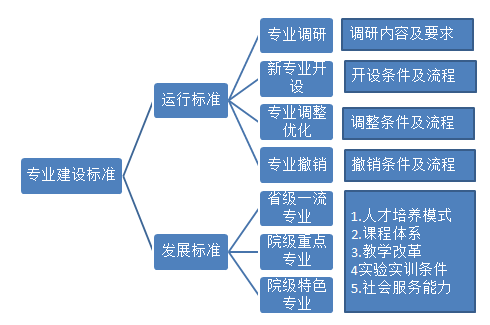 专业建设标准
运行标准
专业调研
调研内容及要求
新专业开
设
开设条件及流程
专业调整
优化
调整条件及流程
专业撤销
撤销条件及流程
发展标准
省级一流
专业
院级重点
专业
院级特色
专业
1.人才培养模式
2.课程体系
3.教学改革
4实验实训条件
5.社会服务能力